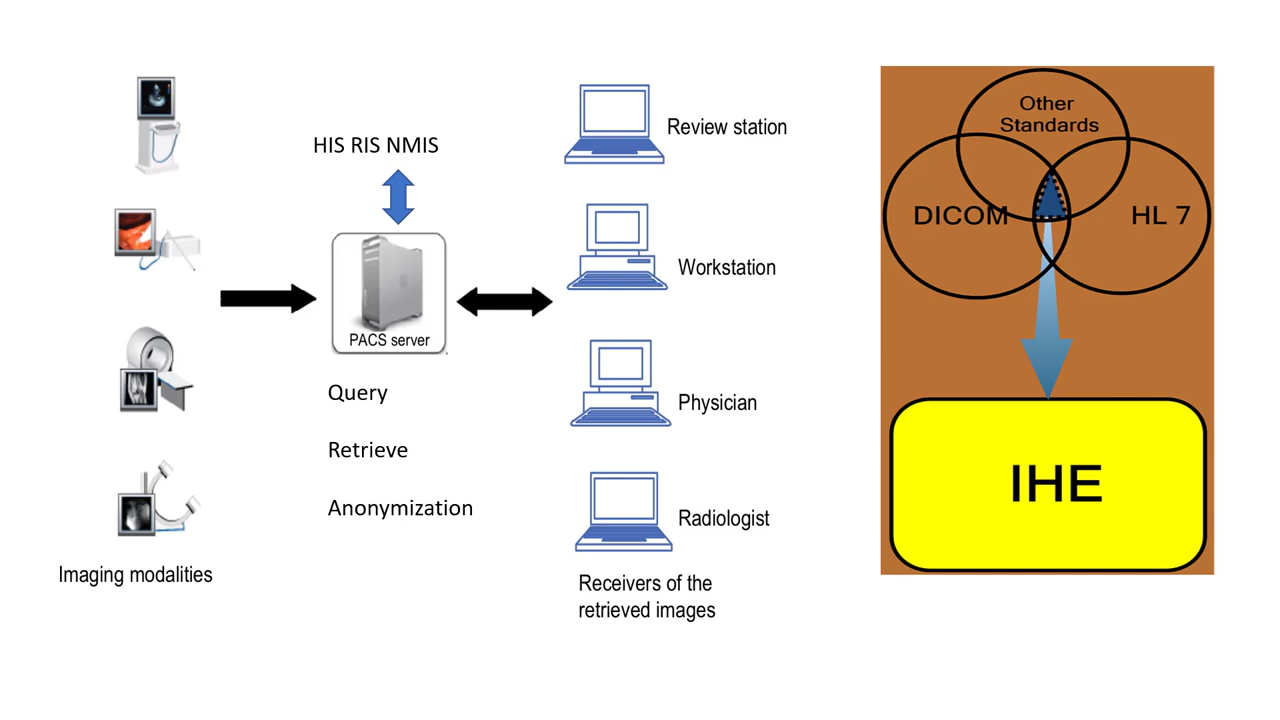 Imaging modalities
HIS RIS NMIS
PACS server
Query
Retrieve
Anonymization
Review station
Workstation
Physician
Radiologist
Receivers of the
retrieved images
Other
Standards
DICOM
HL 7
IHE